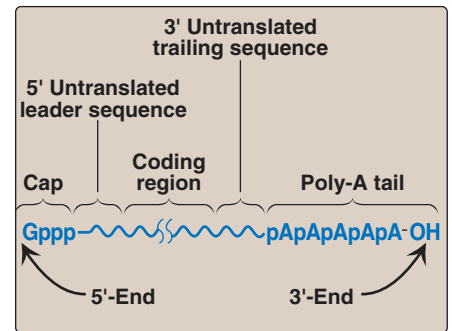 3' Untranslated
trailing sequence
5' Untranslated
leader sequence
Coding
region
Cap
Poly-A tail
Gppp
pApApApApA-OH
5'-End
3'-End